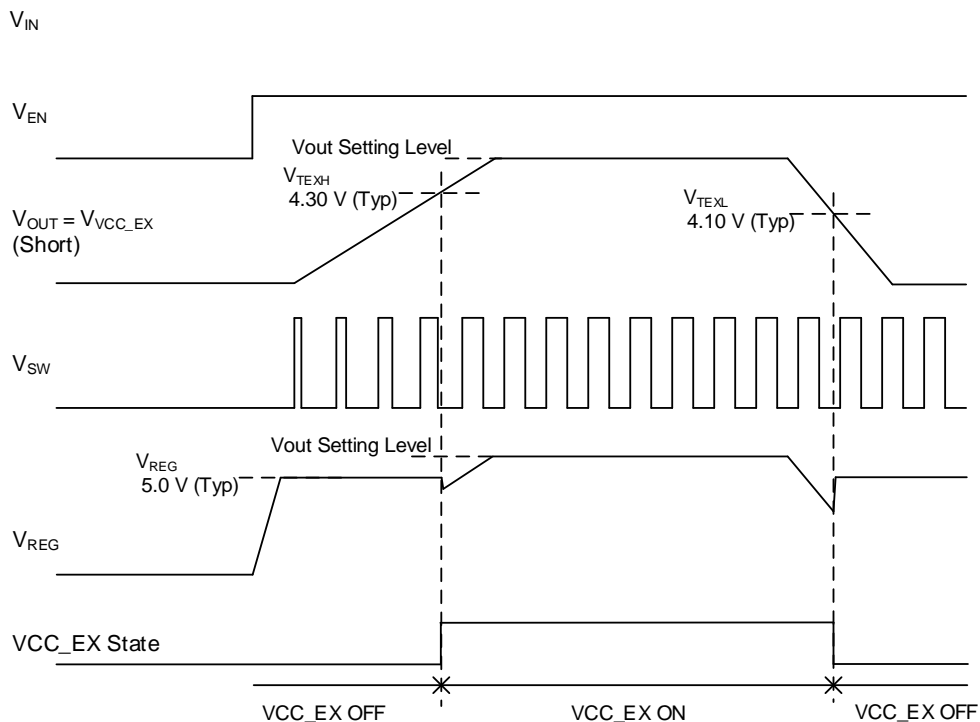 VIN
VEN
Vout Setting Level
VTEXH
4.30 V (Typ)
VTEXL
4.10 V (Typ)
VOUT = VVCC_EX
(Short)
VSW
Vout Setting Level
VREG
5.0 V (Typ)
VREG
VCC_EX State
VCC_EX OFF
VCC_EX ON
VCC_EX OFF